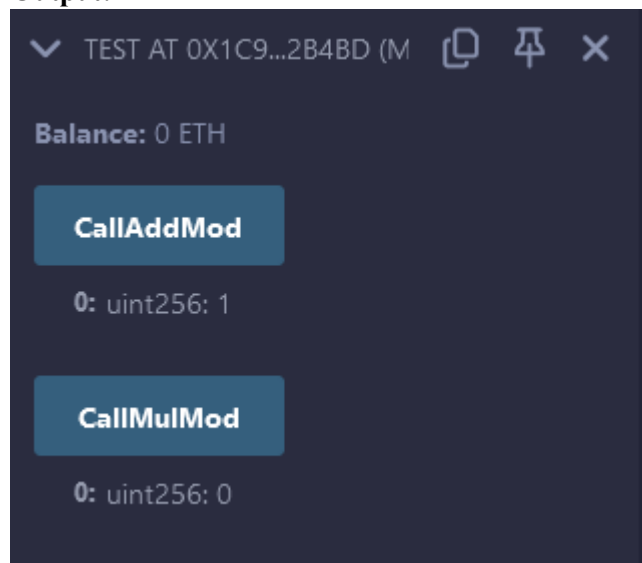 TEST AT 0X1C9...2B4BD (M
Balance: 0 ETH
CallAddMod
0: uint256: 1
CallMulMod
0: uint256: 0